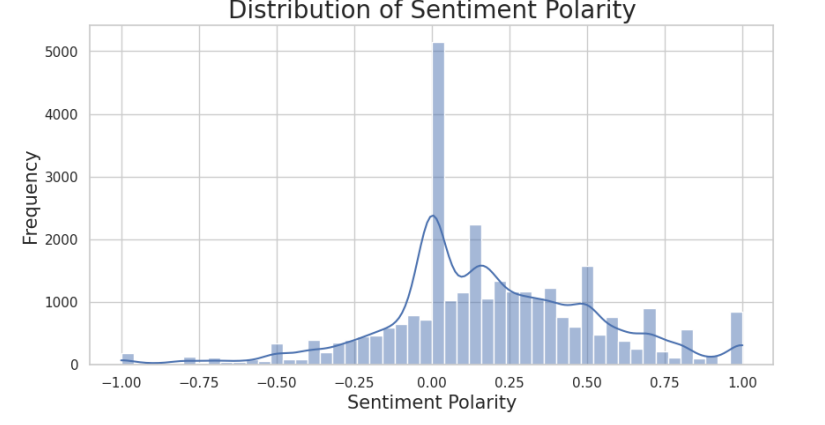 Distribution of Sentiment Polarity
5000
4000
3000
2000
1000
0
Frequency
−1.00 −0.75 −0.50 −0.25 0.00 0.25 0.50 0.75 1.00
Sentiment Polarity